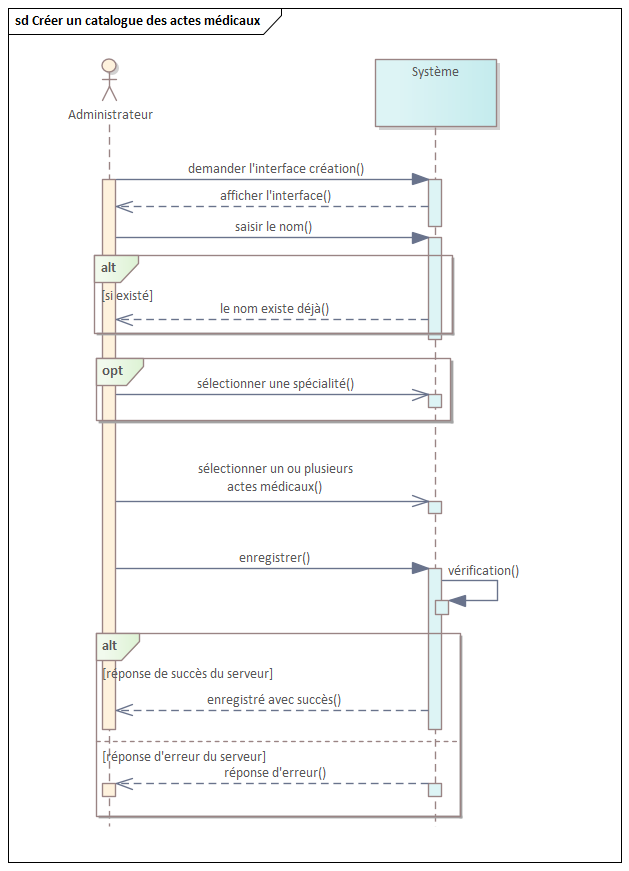 sd Créer un catalogue des actes médicaux
Système
Administrateur
demander l'interface création()
afficher l'interface()
saisir le nom()
alt
[si existé]
le nom existe déjà()
opt
sélectionner une spécialité()
sélectionner un ou plusieurs
actes médicaux()
enregistrer()
vérification()
alt
[réponse de succès du serveur]
enregistré avec succès()
[réponse d'erreur du serveur]
réponse d'erreur()